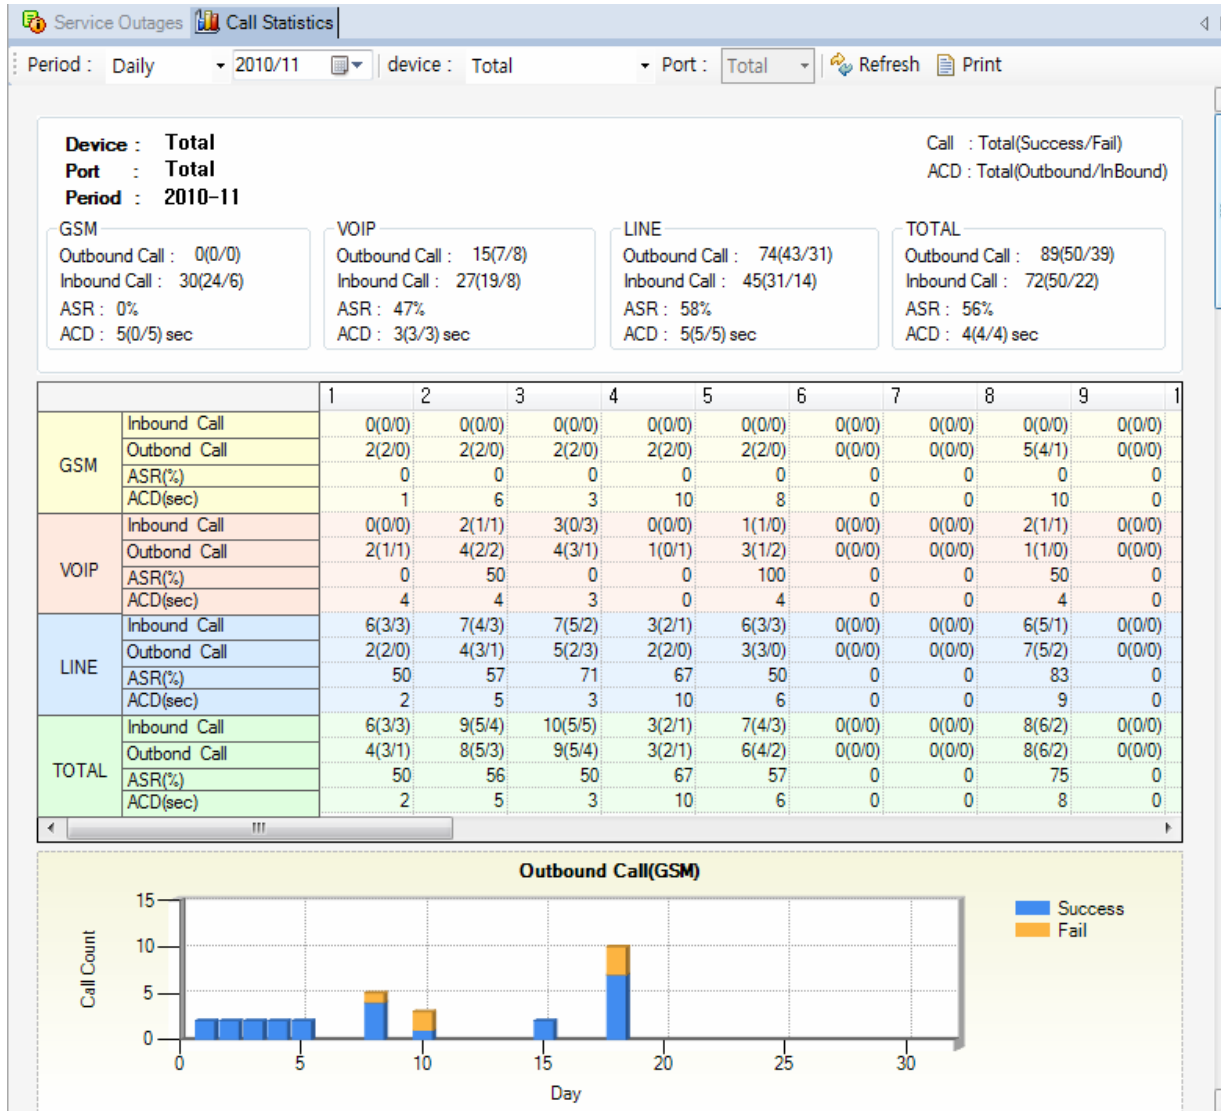 Service Outages Call Statistics
Period : Daily 2010/11 device : Total Port : Total Refresh Print
Device : Total
Port : Total
Period : 2010-11
Call : Total(Success/Fail)
ACD : Total(Outbound/InBound)
GSM
Outbound Call : 0(0/0)
Inbound Call : 30(24/6)
ASR : 0%
ACD : 5(0/5) sec
VOIP
Outbound Call : 15(7/8)
Inbound Call : 27(19/8)
ASR : 47%
ACD : 3(3/3) sec
LINE
Outbound Call : 74(43/31)
Inbound Call : 45(31/14)
ASR : 58%
ACD : 5(5/5) sec
TOTAL
Outbound Call : 89(50/39)
Inbound Call : 72(50/22)
ASR : 56%
ACD : 4(4/4) sec
1 2 3 4 5 6 7 8 9 1
GSM
Inbound Call 0(0/0) 0(0/0) 0(0/0) 0(0/0) 0(0/0) 0(0/0) 0(0/0) 0(0/0) 0(0/0)
Outbond Call 2(2/0) 2(2/0) 2(2/0) 2(2/0) 2(2/0) 0(0/0) 0(0/0) 5(4/1) 0(0/0)
ASR(%) 0 0 0 0 0 0 0 0 0
ACD(sec) 1 6 3 10 8 0 0 10 0
VOIP
Inbound Call 0(0/0) 2(1/1) 3(0/3) 0(0/0) 1(1/0) 0(0/0) 0(0/0) 2(1/1) 0(0/0)
Outbond Call 2(1/1) 4(2/2) 4(3/1) 1(0/1) 3(1/2) 0(0/0) 0(0/0) 1(1/0) 0(0/0)
ASR(%) 0 50 0 0 100 0 0 50 0
ACD(sec) 4 4 3 0 4 0 0 4 0
LINE
Inbound Call 6(3/3) 7(4/3) 7(5/2) 3(2/1) 6(3/3) 0(0/0) 0(0/0) 6(5/1) 0(0/0)
Outbond Call 2(2/0) 4(3/1) 5(2/3) 2(2/0) 3(3/0) 0(0/0) 0(0/0) 7(5/2) 0(0/0)
ASR(%) 50 57 71 67 50 0 0 83 0
ACD(sec) 2 5 3 10 6 0 0 9 0
TOTAL
Inbound Call 6(3/3) 9(5/4) 10(5/5) 3(2/1) 7(4/3) 0(0/0) 0(0/0) 8(6/2) 0(0/0)
Outbond Call 4(3/1) 8(5/3) 9(5/4) 3(2/1) 6(4/2) 0(0/0) 0(0/0) 8(6/2) 0(0/0)
ASR(%) 50 56 50 67 57 0 0 75 0
ACD(sec) 2 5 3 10 6 0 0 8 0
Outbound Call(GSM)
Call Count
15
10
5
0
0 5 10 15 20 25 30
Day
Success
Fail